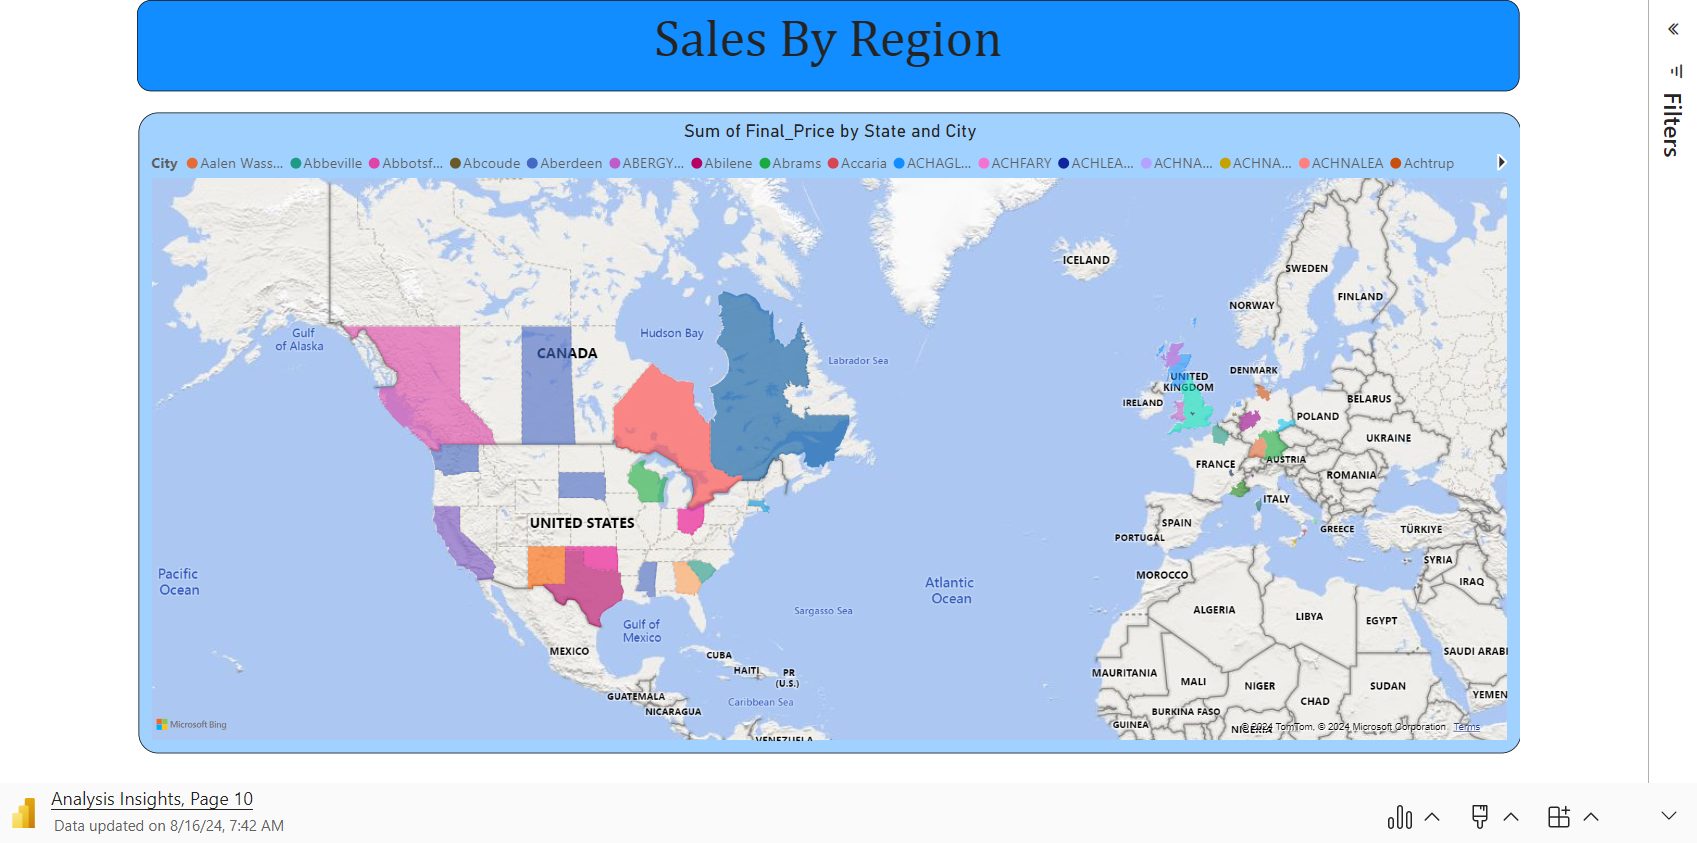 Sales By Region
Filters
Sum of Final_Price by State and City
City Aalen Wass... Abbeville Abbotsf... Abcoude Aberdeen ABERGY... Abilene Abrams Accaria ACHAGL... ACHFARY ACHLEA... ACHNA... ACHNA... ACHNALEA Achtrup
ICELAND
SWEDEN
FINLAND
NORWAY
Gulf
of Alaska
Hudson Bay
CANADA
Labrador Sea
DENMARK
UNITED
KINGDOM
IRELAND
BELARUS
POLAND
UKRAINE
FRANCE
AUSTRIA
ROMANIA
ITALY
UNITED STATES
SPAIN
GREECE
TÜRKIYE
PORTUGAL
SYRIA
Pacific
Ocean
MOROCCO
IRAQ
Atlantic
Ocean
Sargasso Sea
ALGERIA
LIBYA
EGYPT
Gulf of
Mexico
MEXICO
CUBA
SAUDI ARABI
HAITI
PR
(U.S.)
MAURITANIA
MALI
NIGER
SUDAN
GUATEMALA
Caribbean Sea
CHAD
YEMEN
NICARAGUA
BURKINA FASO
Microsoft Bing
GUINEA
NIGERIA
© 2024 TomTom, © 2024 Microsoft Corporation Terms
VENEZUELA
Analysis Insights, Page 10
Data updated on 8/16/24, 7:42 AM